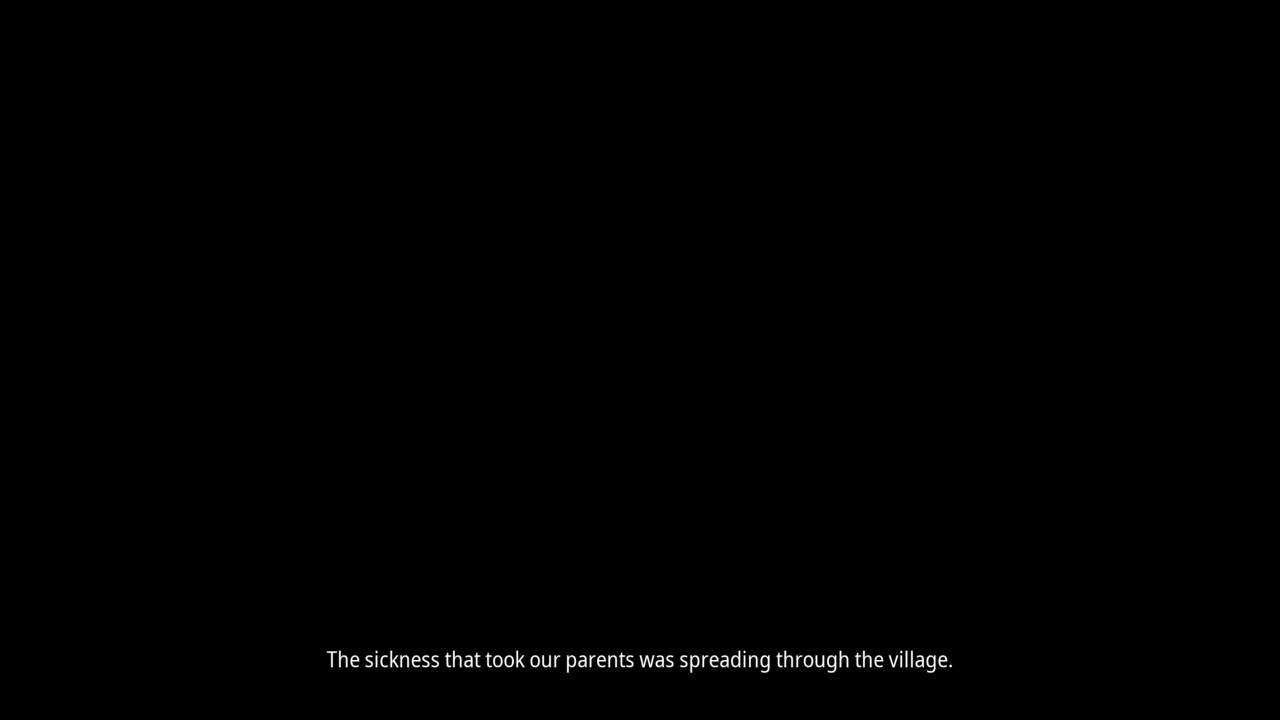 The sickness that took our parents was spreading through the village.